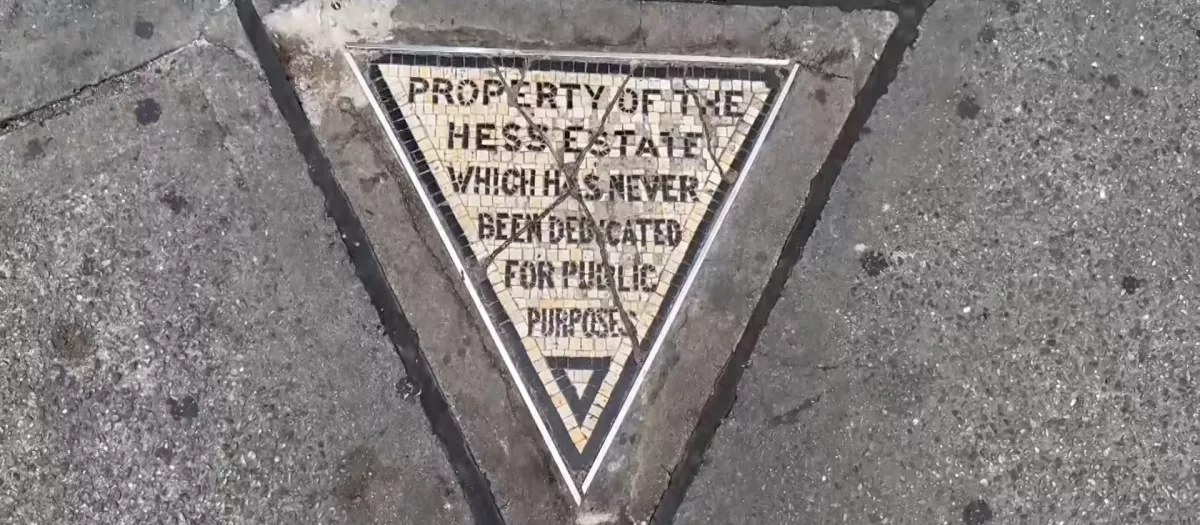 PROPERTY OF THE
HESS ESTATE
WHICH HAS NEVER
BEEN DEDICATED
FOR PUBLIC
PURPOSES